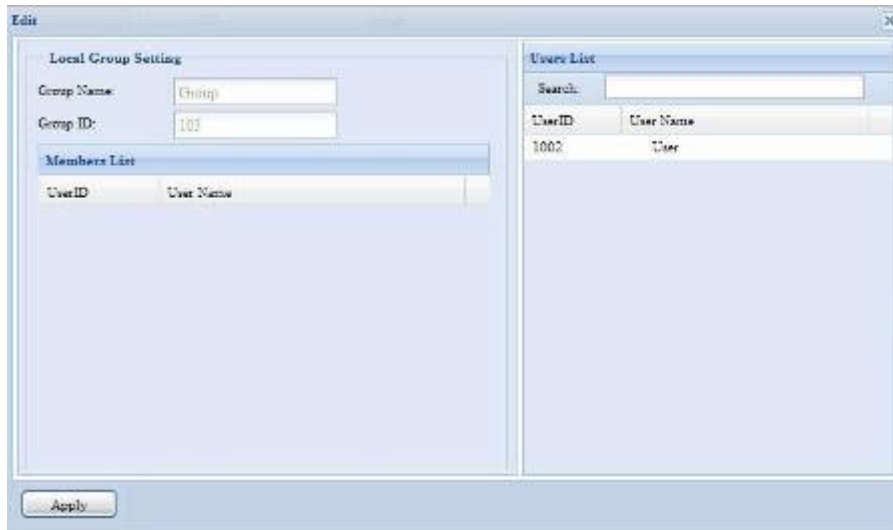 Edit
Local Group Setting
Group Name:
Group
Group ID:
102
Members List
UserID User Name
Users List
Search:
UserID User Name
1002 User
Apply